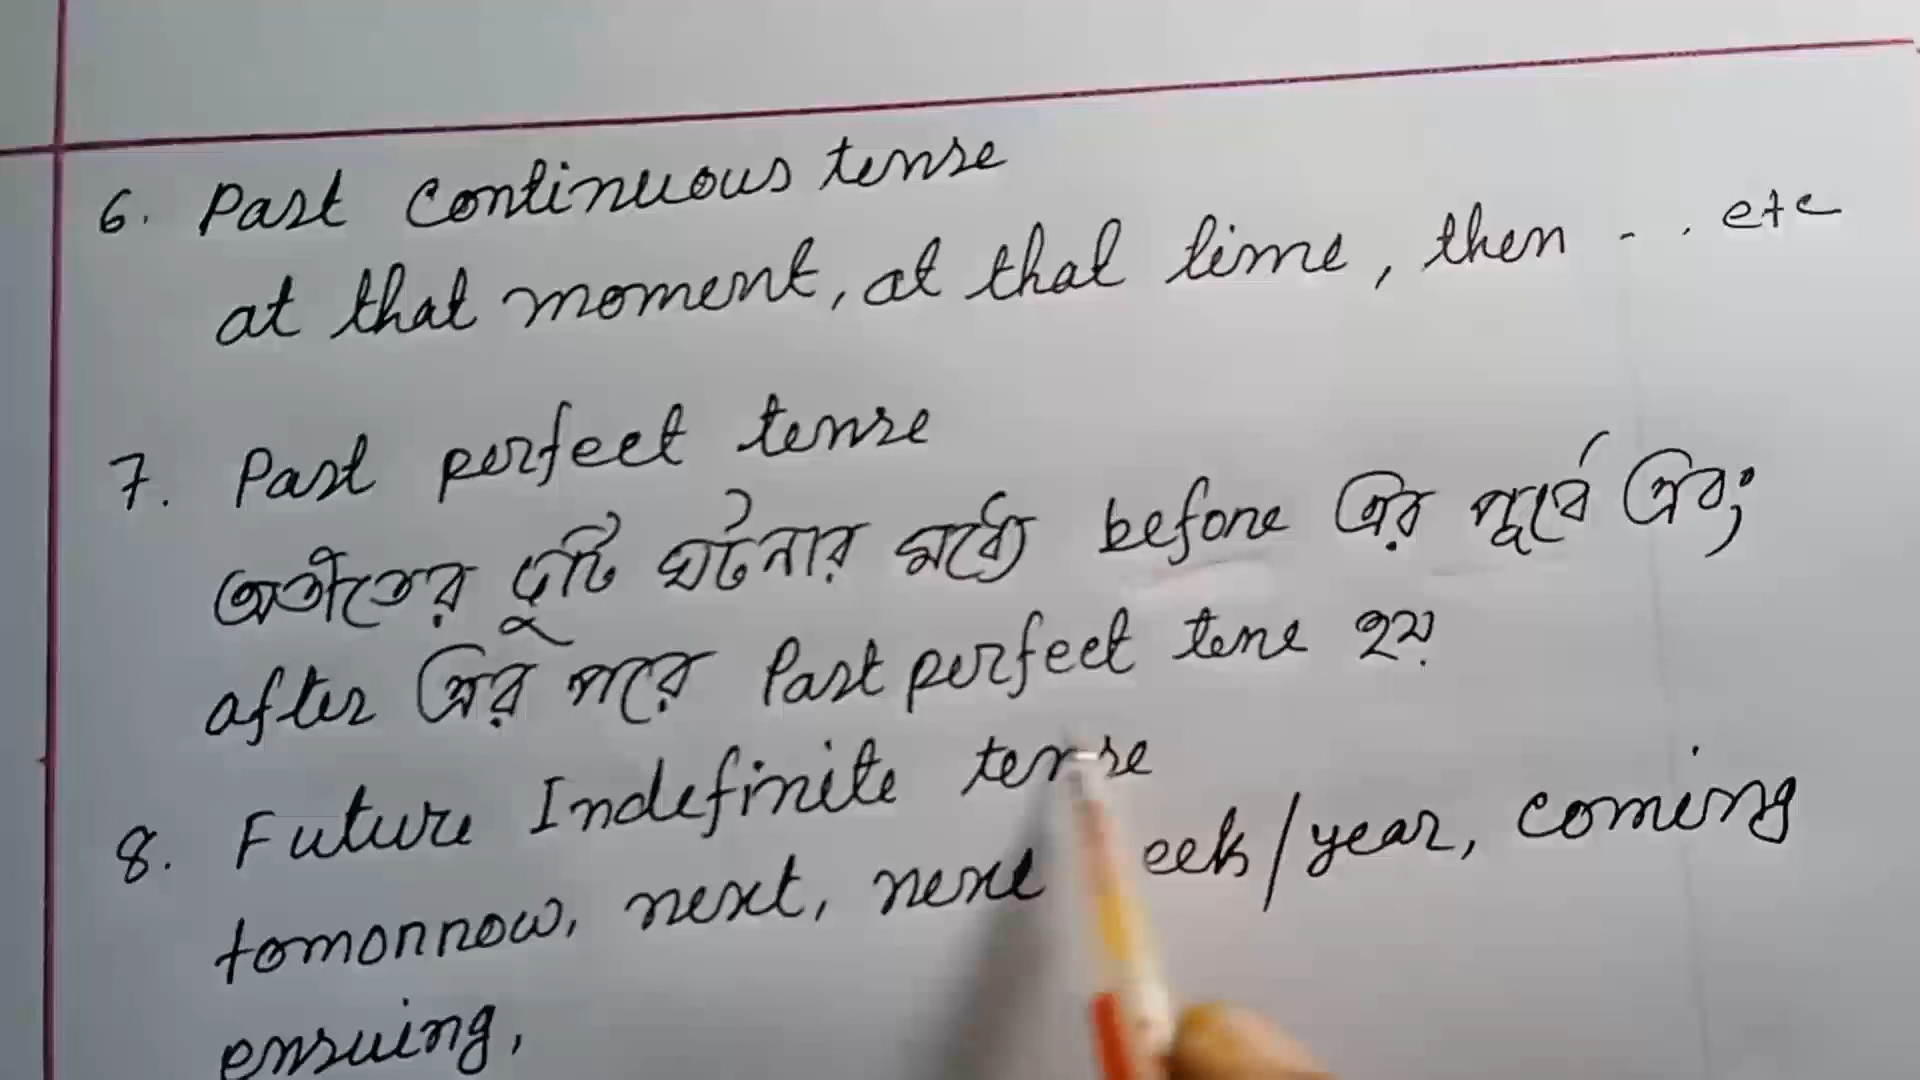 6. Past continuous tense
at that moment, at that time, then - . . etc
7. Past perfect tense
অতীতের দুটি ঘটনার মধ্যে before এর পূর্বে এবং
after এর পরে Past perfect tene হয়
8. Future Indefinite tense
tomorrow, next, next eek/year, coming
ensuing,